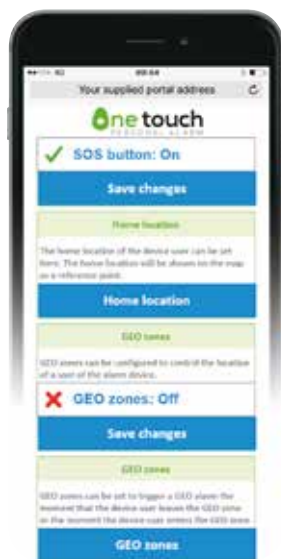 Your supplied portal address
One touch
PERSONAL ALARM
SOS button: On
Save changes
Home location
The home location of the device user can be set
here. The home location will be shown on the map
as a reference point.
Home location
GEO zones
GEO zones can be configured to control the location
of a user of the alarm device.
GEO zones: Off
Save changes
GEO zones
GEO zones can be set to trigger a GEO alarm the
moment that the device user leaves the GEO zone
or the moment the device user enters the GEO zone
GEO zones